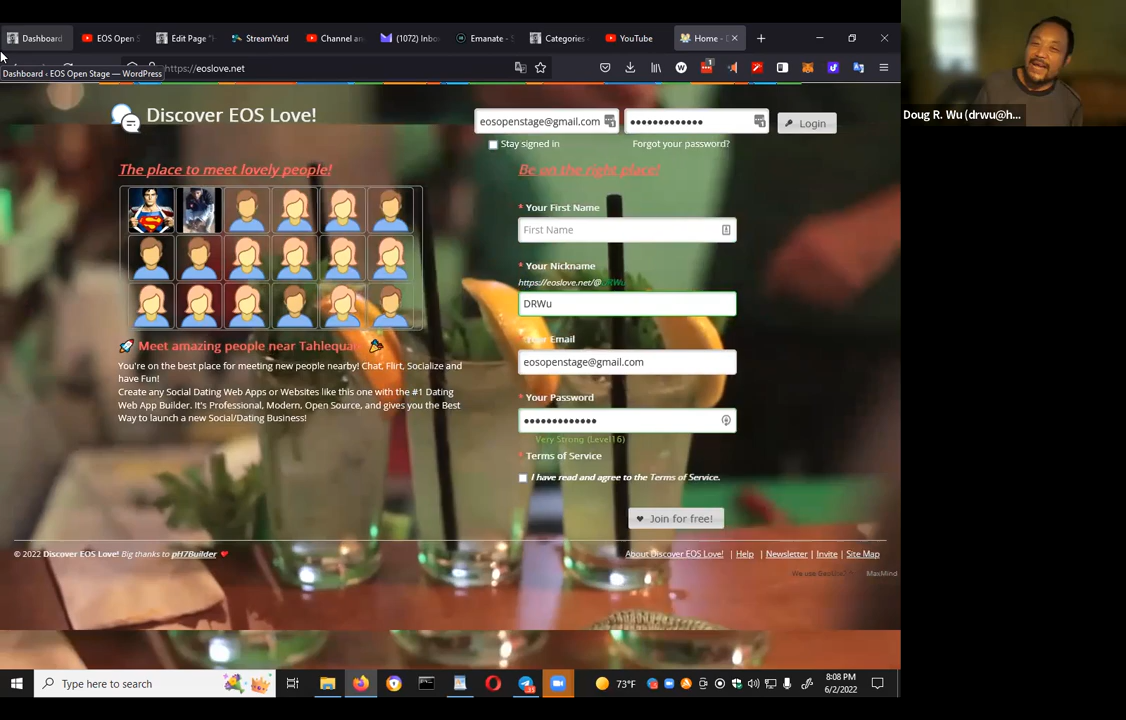 Dashboard
EOS Open S
Edit Page "H
StreamYard
Channel an
(1072) Inbo
Emanate - S
Categories
YouTube
Home - D
Dashboard ‹ EOS Open Stage — WordPress
https://eoslove.net
1
Discover EOS Love!
eosopenstage@gmail.com
•••••••••••••
Login
Stay signed in
Forgot your password?
The place to meet lovely people!
Be on the right place!
* Your First Name
First Name
* Your Nickname
https://eoslove.net/@DRWu
DRWu
Your Email
eosopenstage@gmail.com
* Your Password
•••••••••••••
Very Strong (Level16)
* Terms of Service
I have read and agree to the Terms of Service.
Join for free!
🚀 Meet amazing people near Tahlequah 🎉
You're on the best place for meeting new people nearby! Chat, Flirt, Socialize and
have Fun!
Create any Social Dating Web Apps or Websites like this one with the #1 Dating
Web App Builder. It's Professional, Modern, Open Source, and gives you the Best
Way to launch a new Social/Dating Business!
© 2022 Discover EOS Love! Big thanks to pH7Builder ❤
About Discover EOS Love! | Help | Newsletter | Invite | Site Map
We use GeoLite2 MaxMind
Type here to search
73°F
8:08 PM
6/2/2022
Doug R. Wu (drwu@h...